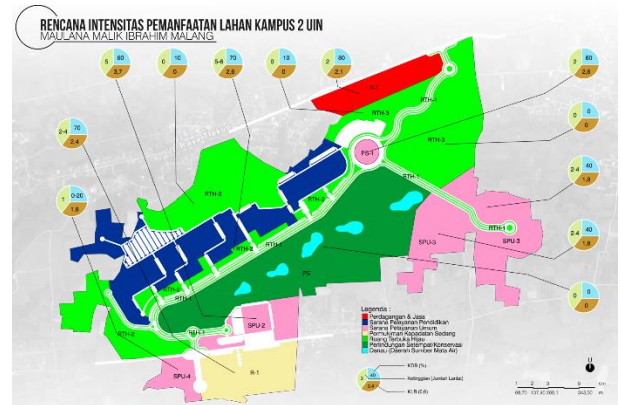 RENCANA INTENSITAS PEMANFAATAN LAHAN KAMPUS 2 UIN
MAULANA MALIK IBRAHIM MALANG
5 60 3,7
0 10 0
5-6 70 2,8
0 10 0
2 80 2,1
2 60 2,8
2-4 70 2,4
0 0 0
2-4 40 1,8
1 0-20 1,6
2-4 40 1,8
0 0 0
RTH-1
RTH-3
RTH-3
PS-1
RTH-3
RTH-1
RTH-2
RTH-2
RTH-1
SPU-3
SPU-3
RTH-1
PS
RTH-2
RTH-1
RTH-2
RTH-1
SPU-2
SPU-4
R-1
Legenda :
Perdagangan & Jasa
Sarana Pelayanan Pendidikan
Sarana Pelayanan Umum
Permukiman Kapadatan Sedang
Ruang Terbuka Hijau
Perlindungan Setempat/Konservasi
Danau (Daerah Sumber Mata Air)
KDB (%)
Ketinggian (Jumlah Lantai)
U